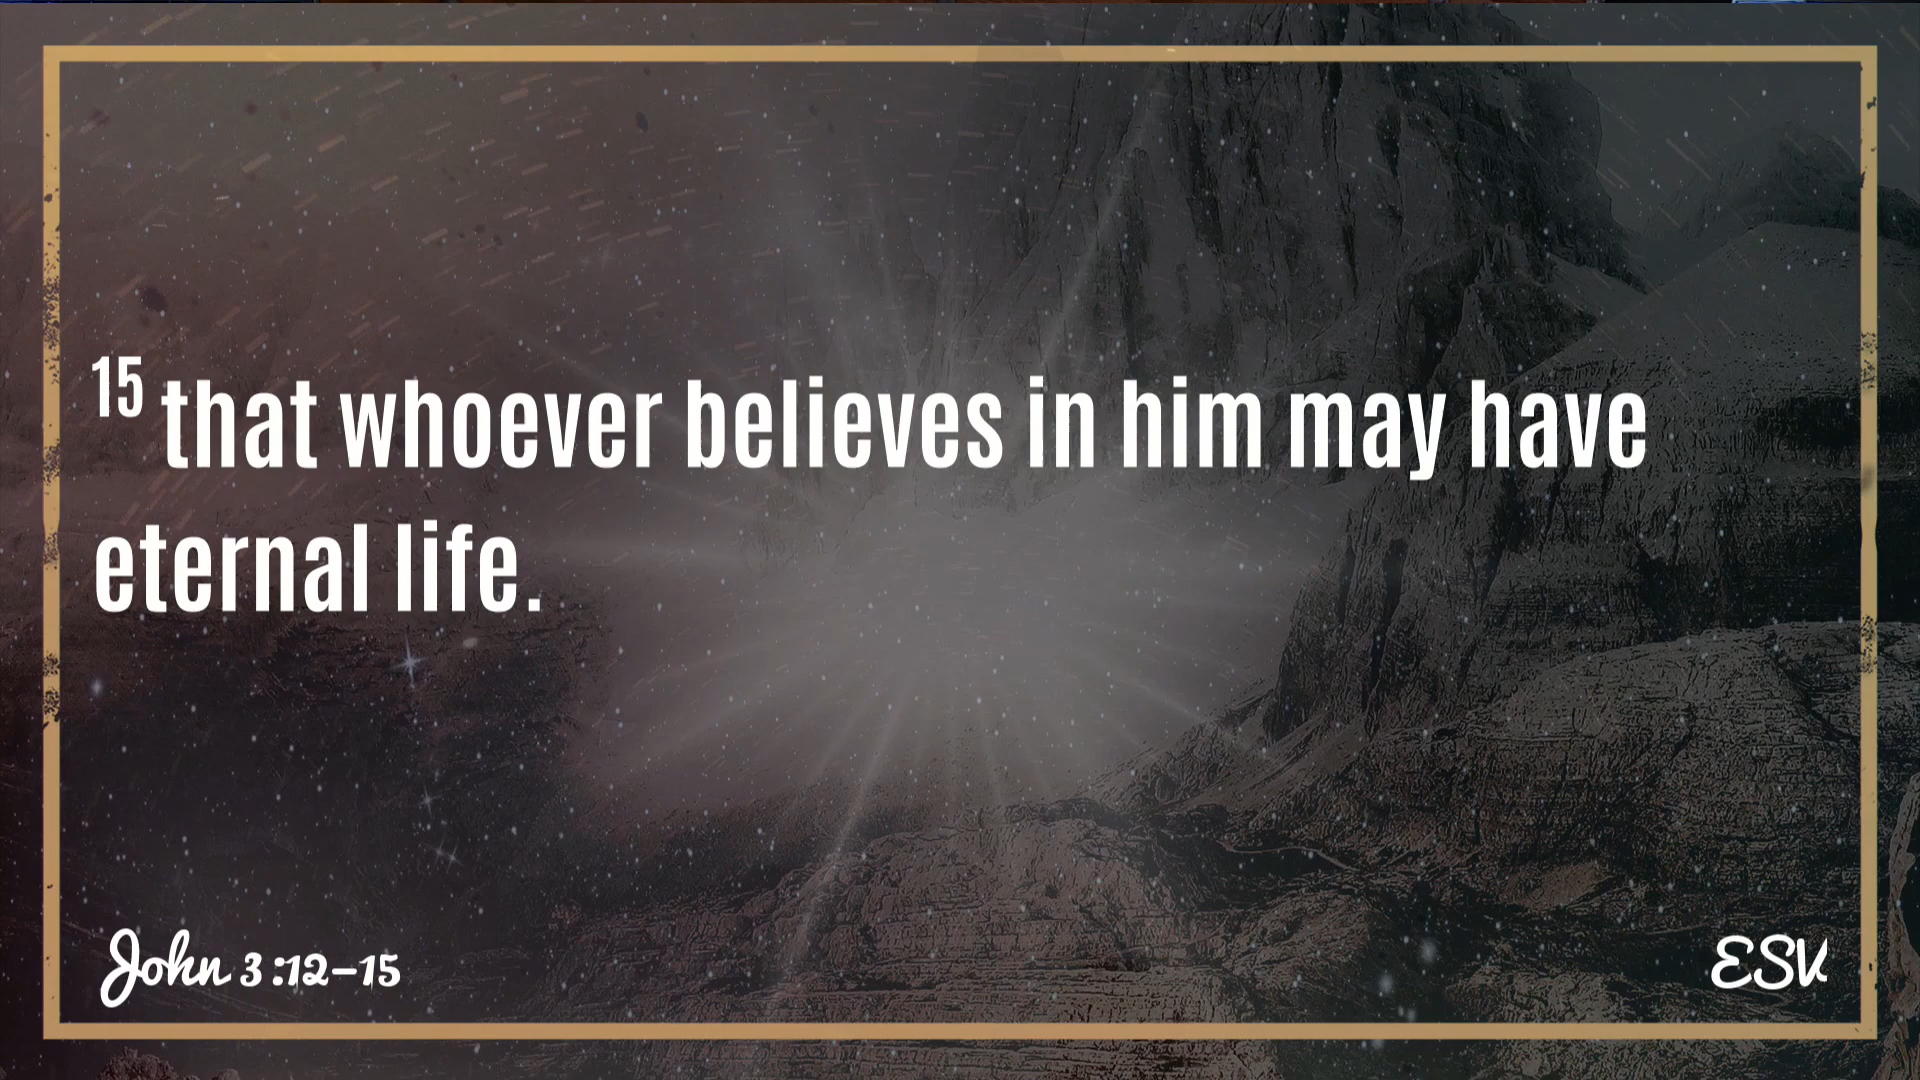 15 that whoever believes in him may have
eternal life.
John 3:12–15
ESV